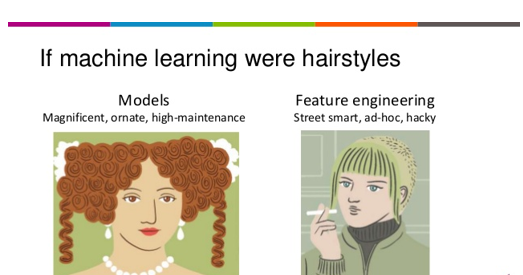 If machine learning were hairstyles
Models
Magnificent, ornate, high-maintenance
Feature engineering
Street smart, ad-hoc, hacky